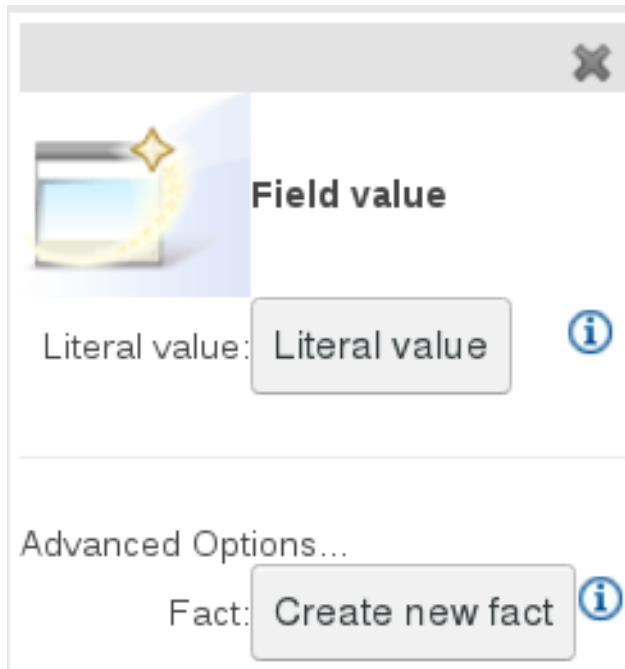 Field value
Literal value: Literal value
Advanced Options...
Fact: Create new fact